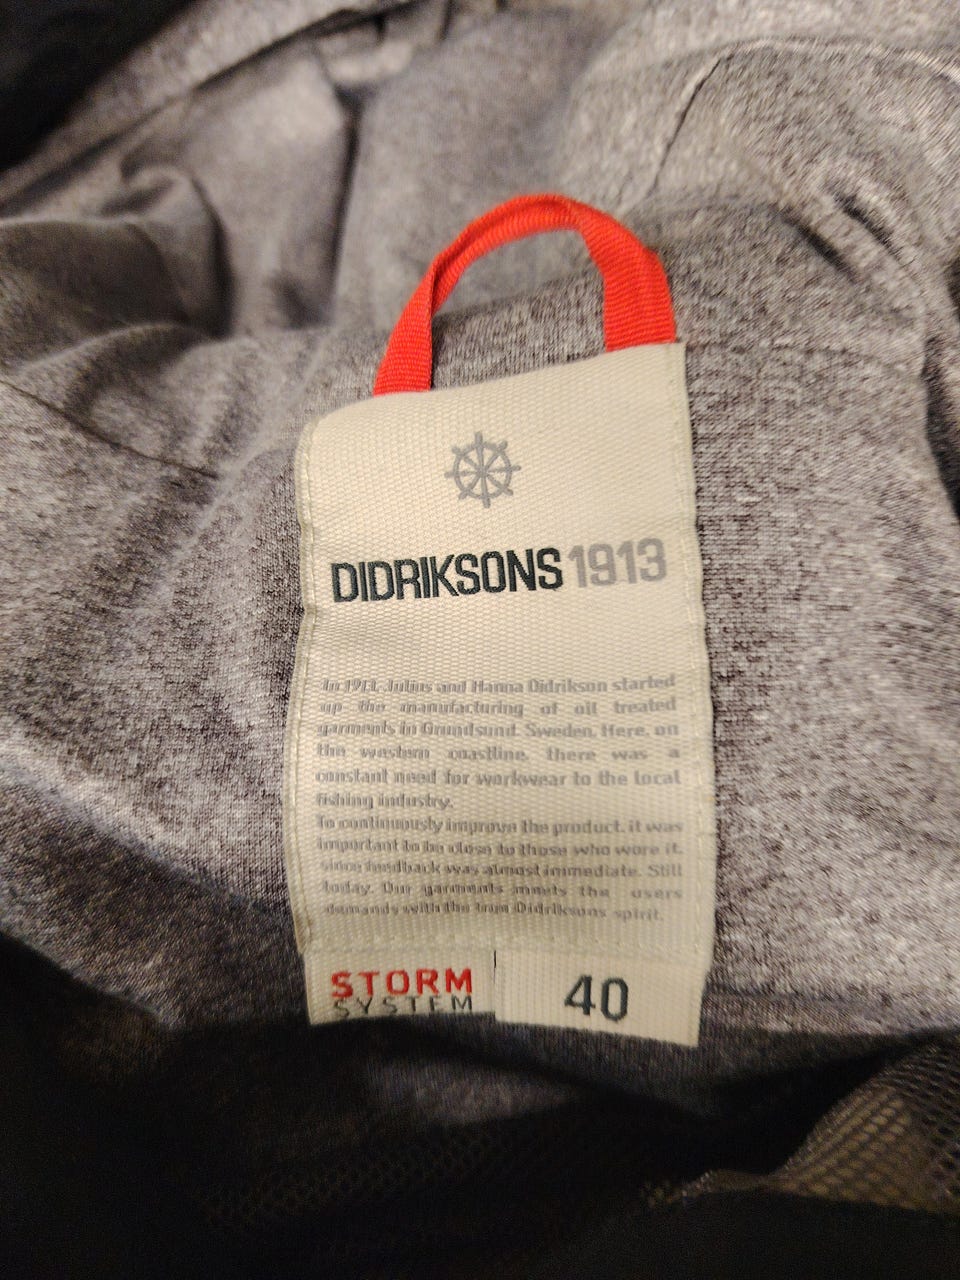 DIDRIKSONS 1913
In 1913, Julius and Hanna Didrikson started
up the manufacturing of oil treated
garments in Grundsund, Sweden. Here, on
the western coastline, there was a
constant need for workwear to the local
fishing industry.
To continuously improve the product, it was
important to be close to those who wore it,
since feedback was almost immediate. Still
today, Our garments meets the users
demands with the true Didriksons spirit.
STORM
SYSTEM
40